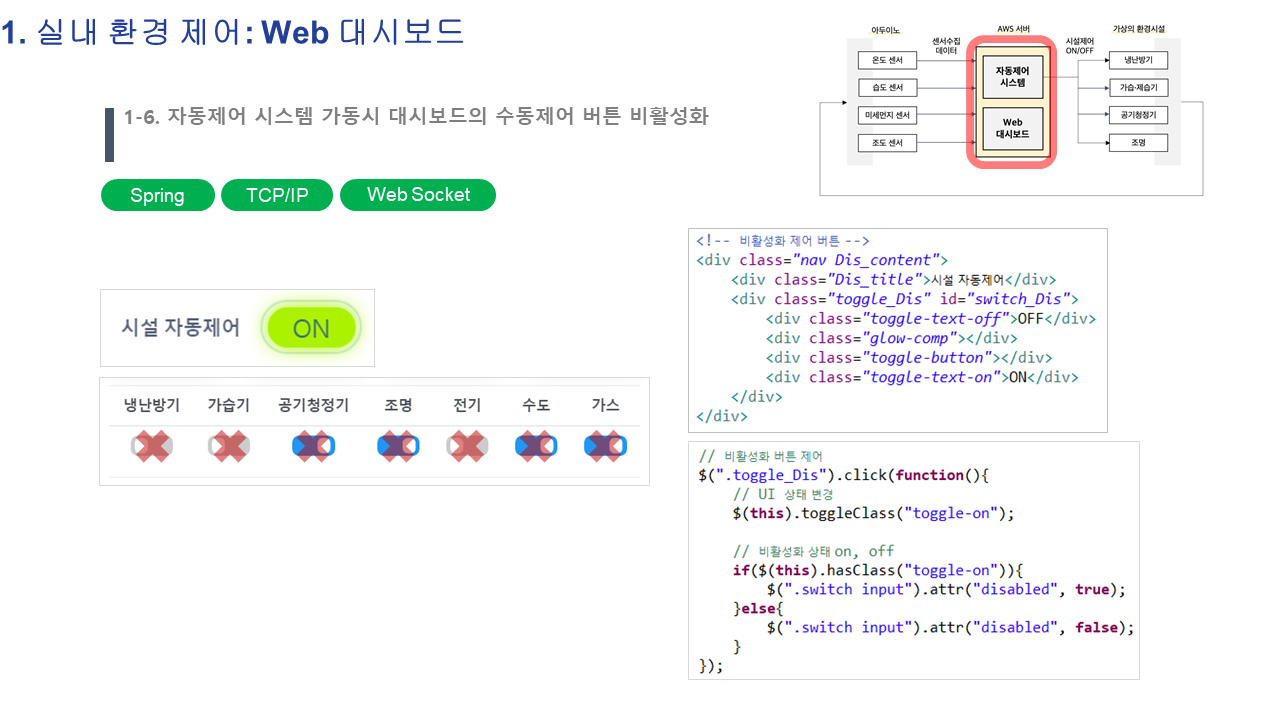 1. 실내 환경 제어: Web 대시보드
1-6. 자동제어 시스템 가동시 대시보드의 수동제어 버튼 비활성화
Spring
TCP/IP
Web Socket
아두이노
센서수집
데이터
AWS 서버
시설제어
ON/OFF
가상의 환경시설
온도 센서
습도 센서
미세먼지 센서
조도 센서
자동제어
시스템
Web
대시보드
냉난방기
가습·제습기
공기청정기
조명
시설 자동제어 ON
냉난방기 가습기 공기청정기 조명 전기 수도 가스
<!-- 비활성화 제어 버튼 -->
<div class="nav Dis_content">
    <div class="Dis_title">시설 자동제어</div>
    <div class="toggle_Dis" id="switch_Dis">
        <div class="toggle-text-off">OFF</div>
        <div class="glow-comp"></div>
        <div class="toggle-button"></div>
        <div class="toggle-text-on">ON</div>
    </div>
</div>
// 비활성화 버튼 제어
$(".toggle_Dis").click(function(){
    // UI 상태 변경
    $(this).toggleClass("toggle-on");
    // 비활성화 상태 on, off
    if($(this).hasClass("toggle-on")){
        $(".switch input").attr("disabled", true);
    }else{
        $(".switch input").attr("disabled", false);
    }
});